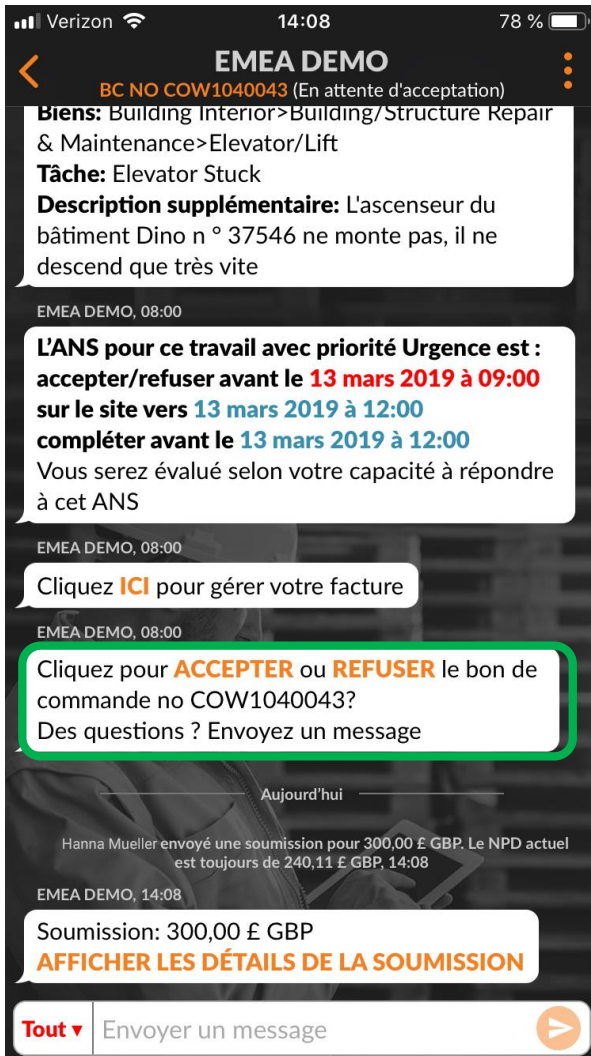 Verizon 14:08 78 %
EMEA DEMO
BC NO COW1040043 (En attente d'acceptation)
Biens: Building Interior>Building/Structure Repair
& Maintenance>Elevator/Lift
Tâche: Elevator Stuck
Description supplémentaire: L'ascenseur du
bâtiment Dino n ° 37546 ne monte pas, il ne
descend que très vite
EMEA DEMO, 08:00
L'ANS pour ce travail avec priorité Urgence est :
accepter/refuser avant le 13 mars 2019 à 09:00
sur le site vers 13 mars 2019 à 12:00
compléter avant le 13 mars 2019 à 12:00
Vous serez évalué selon votre capacité à répondre
à cet ANS
EMEA DEMO, 08:00
Cliquez ICI pour gérer votre facture
EMEA DEMO, 08:00
Cliquez pour ACCEPTER ou REFUSER le bon de
commande no COW1040043?
Des questions ? Envoyez un message
Aujourd'hui
Hanna Mueller envoyé une soumission pour 300,00 £ GBP. Le NPD actuel
est toujours de 240,11 £ GBP, 14:08
EMEA DEMO, 14:08
Soumission: 300,00 £ GBP
AFFICHER LES DÉTAILS DE LA SOUMISSION
Tout ▾ Envoyer un message